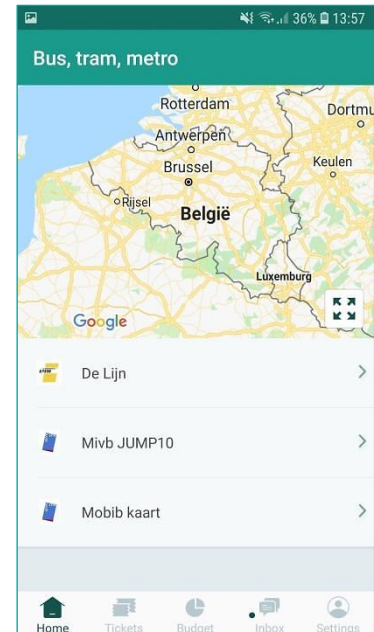 36% 13:57
Bus, tram, metro
Rotterdam
Dortmu
Antwerpen
Brussel
Keulen
Rijsel
België
Luxemburg
Google
De Lijn
Mivb JUMP10
Mobib kaart
Home Tickets Budget Inbox Settings